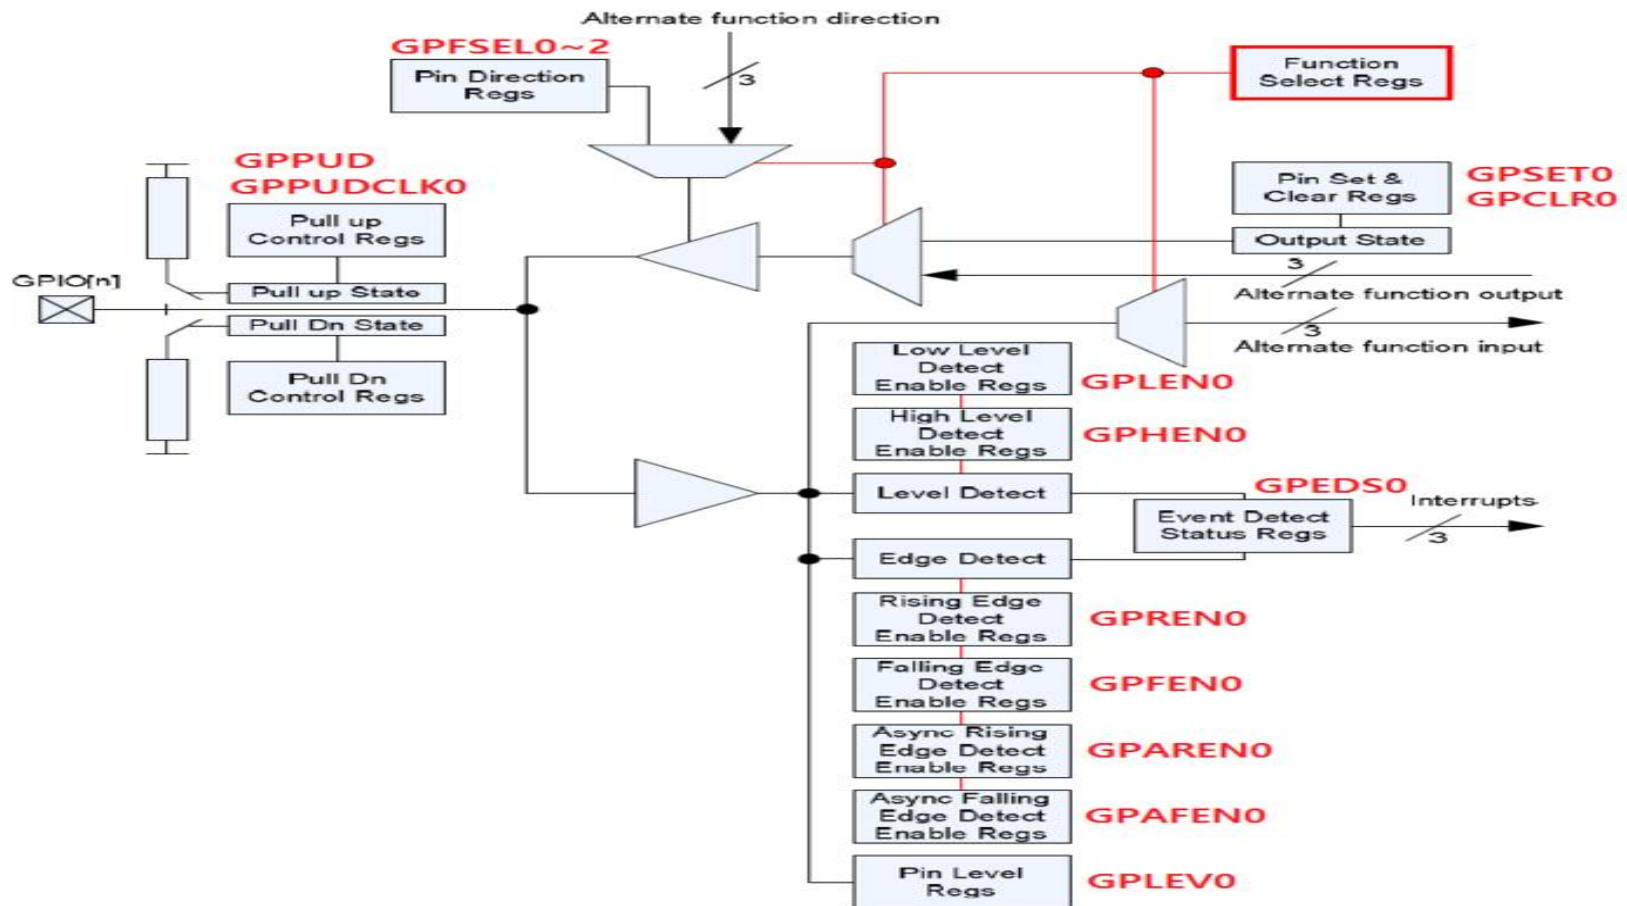 Alternate function direction
GPFSEL0~2
Pin Direction
Regs
3
Function
Select Regs
GPPUD
GPPUDCLK0
Pull up
Control Regs
Pin Set &
Clear Regs
GPSET0
GPCLR0
Output State
3
Alternate function output
GPIO[n]
Pull up State
Pull Dn State
3
Alternate function input
Pull Dn
Control Regs
Low Level
Detect
Enable Regs
GPLEN0
High Level
Detect
Enable Regs
GPHEN0
Level Detect
GPEDS0
Event Detect
Status Regs
Interrupts
3
Edge Detect
Rising Edge
Detect
Enable Regs
GPREN0
Falling Edge
Detect
Enable Regs
GPFEN0
Async Rising
Edge Detect
Enable Regs
GPAREN0
Async Falling
Edge Detect
Enable Regs
GPAFEN0
Pin Level
Regs
GPLEV0